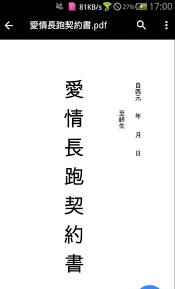 81KB/s 27% 17:00
愛情長跑契約書.pdf
自西元 年 月 日
至終生
愛情長跑契約書